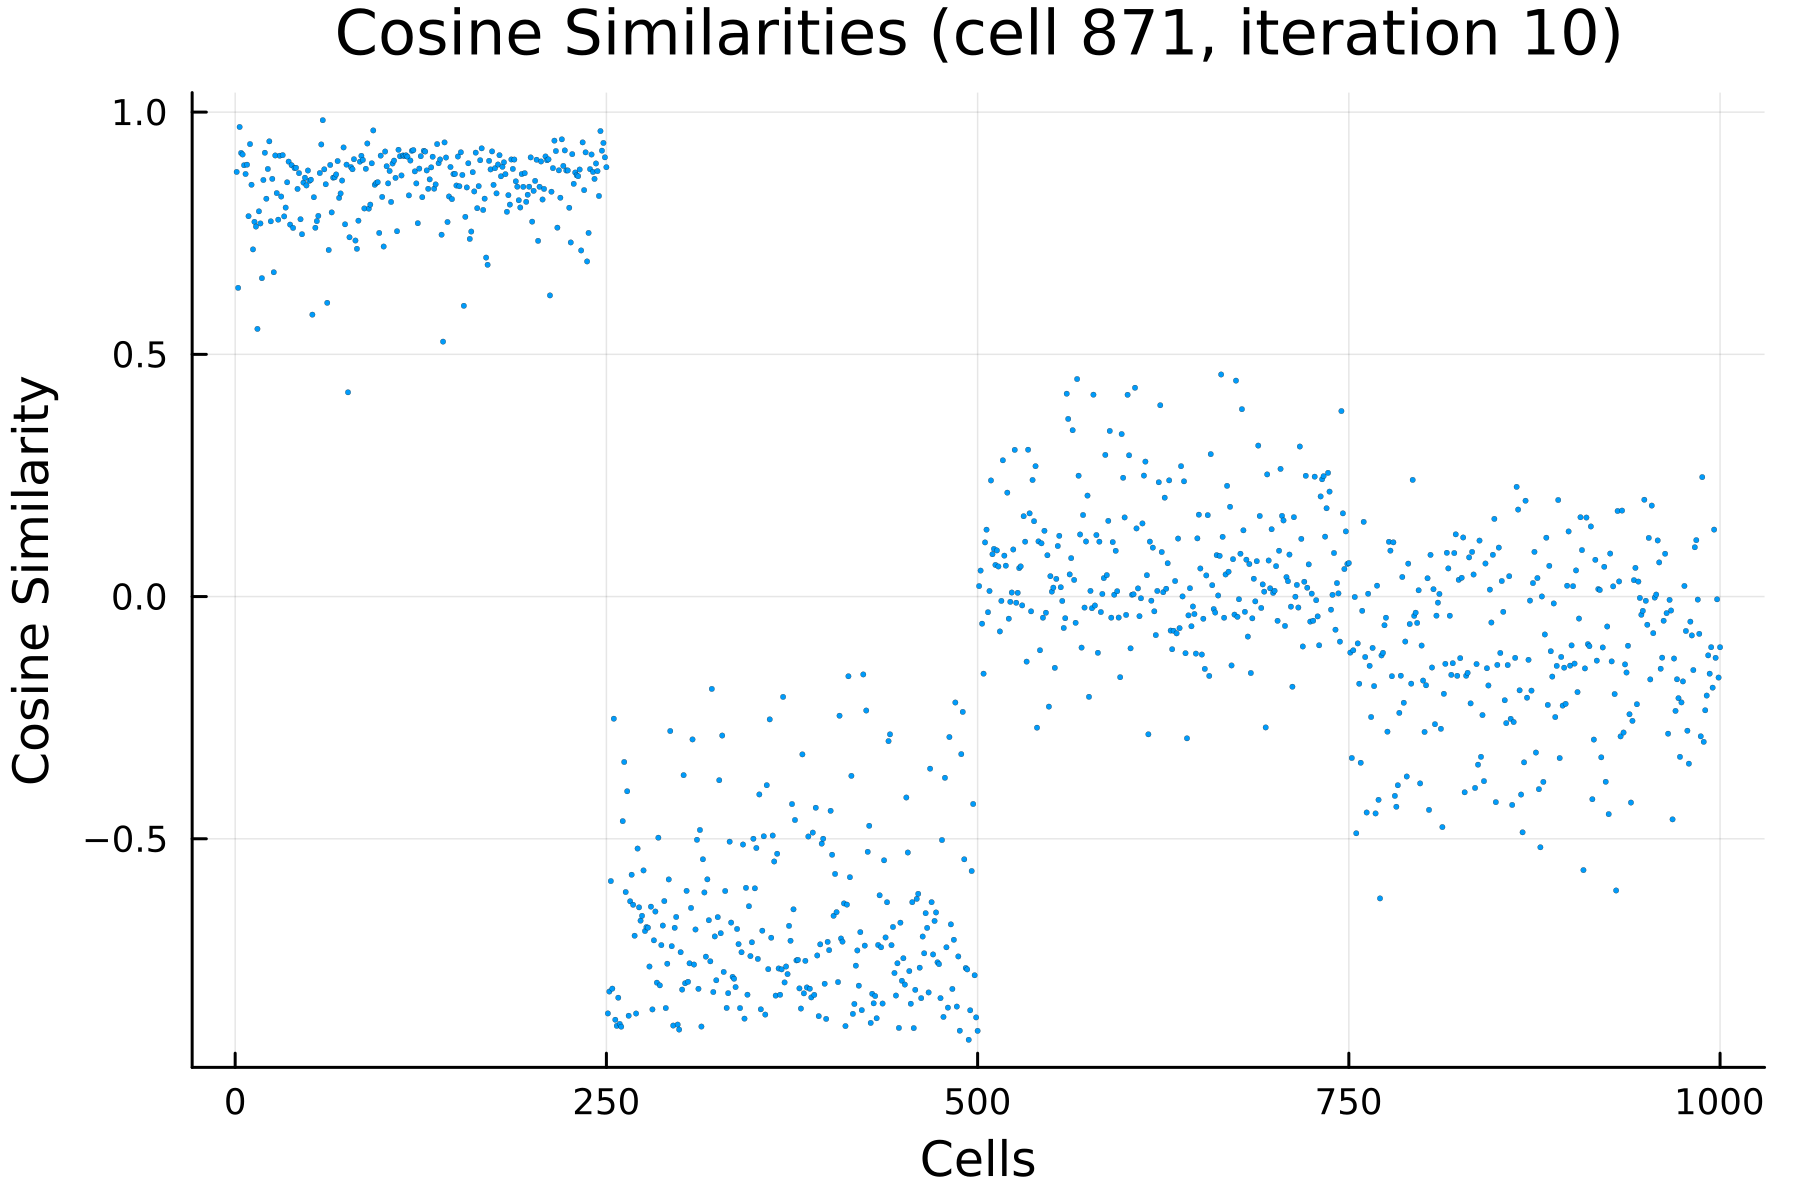 Cosine Similarities (cell 871, iteration 10)
1.0
0.5
0.0
−0.5
Cosine Similarity
0 250 500 750 1000
Cells